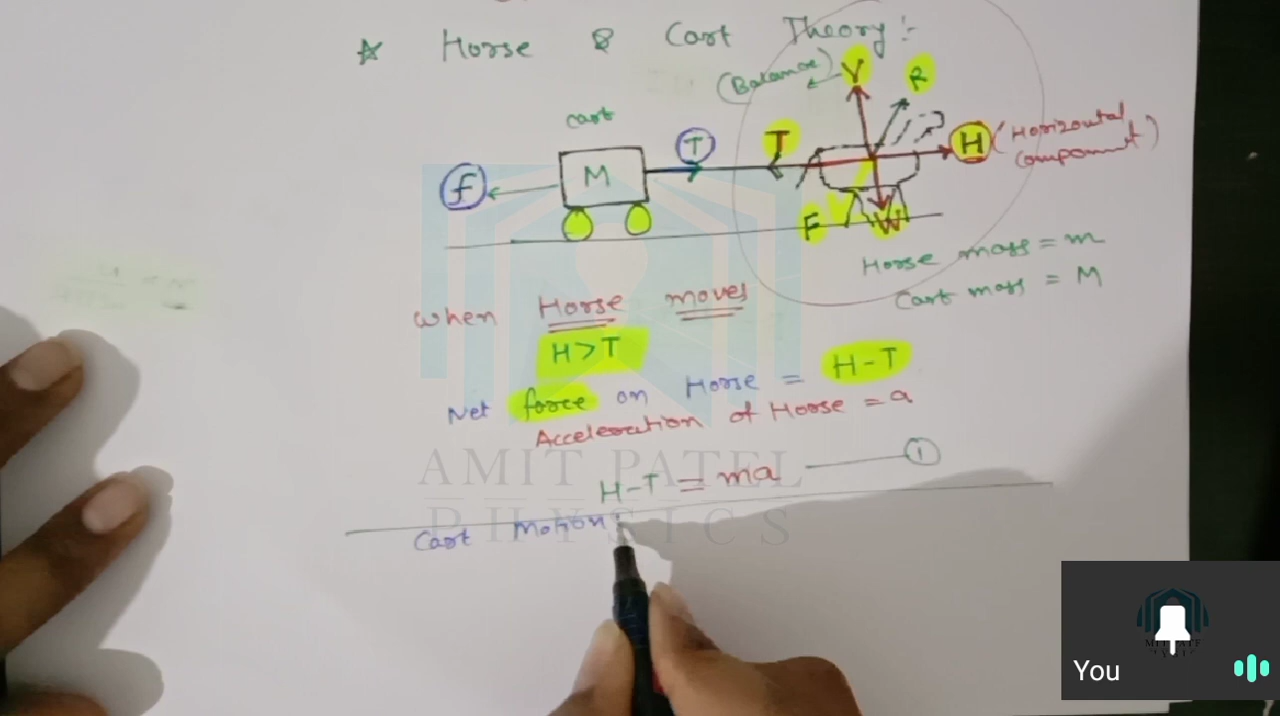 ☆ Horse & Cart Theory :-
(Balance) V R
cart
T T H (Horizontal component)
f M
F W
Horse mass = m
Cart mass = M
When Horse moves
H > T
Net force on Horse = H - T
Acceleration of Horse = a
H - T = ma ——— ①
AMIT PATEL
PHYSICS
Cart Motion :
You